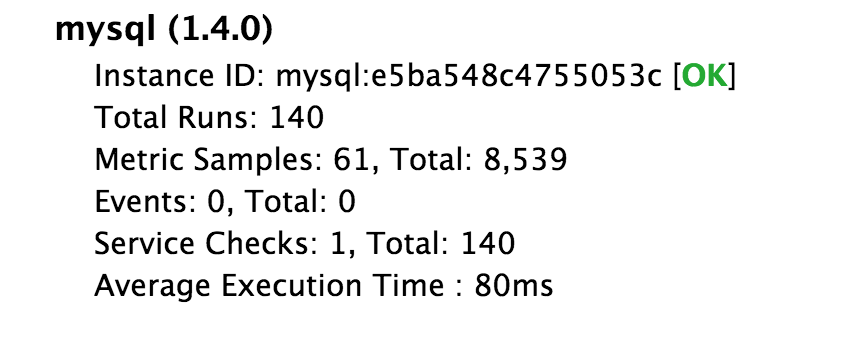 mysql (1.4.0)
Instance ID: mysql:e5ba548c4755053c [OK]
Total Runs: 140
Metric Samples: 61, Total: 8,539
Events: 0, Total: 0
Service Checks: 1, Total: 140
Average Execution Time : 80ms